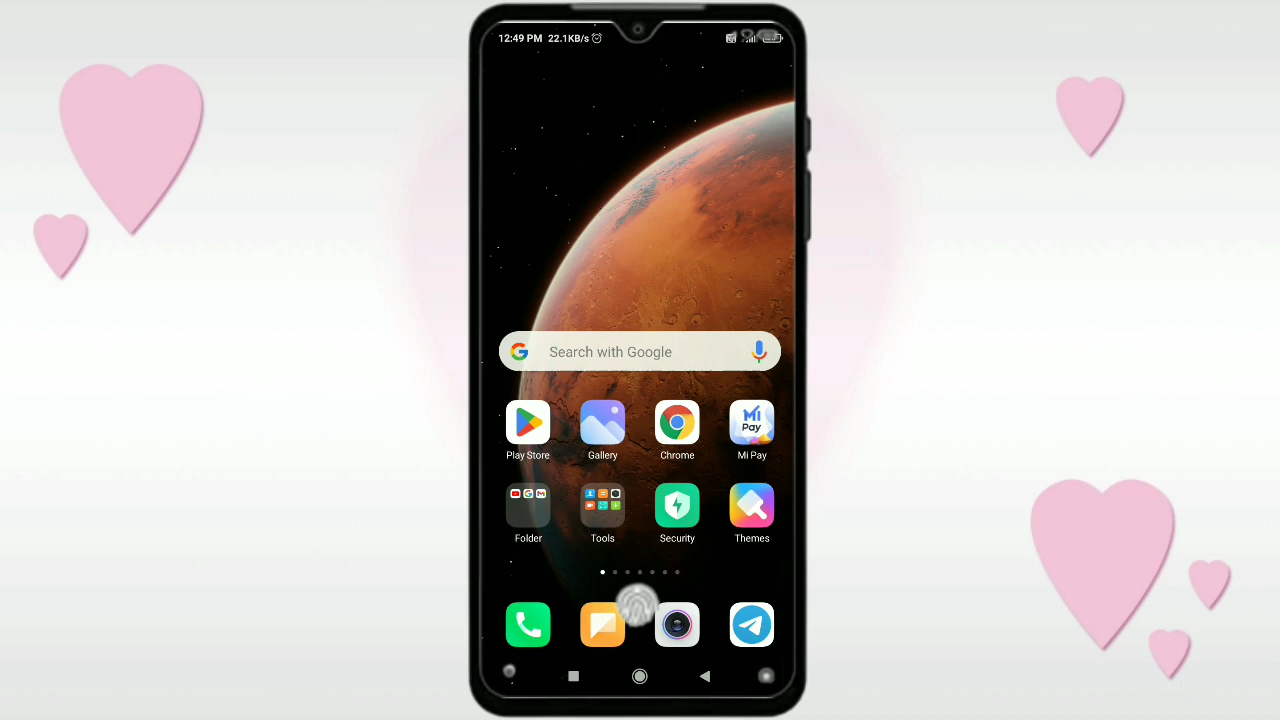 12:49 PM 22.1KB/s
Search with Google
Play Store
Gallery
Chrome
Mi
Pay
Mi Pay
Folder
Tools
Security
Themes